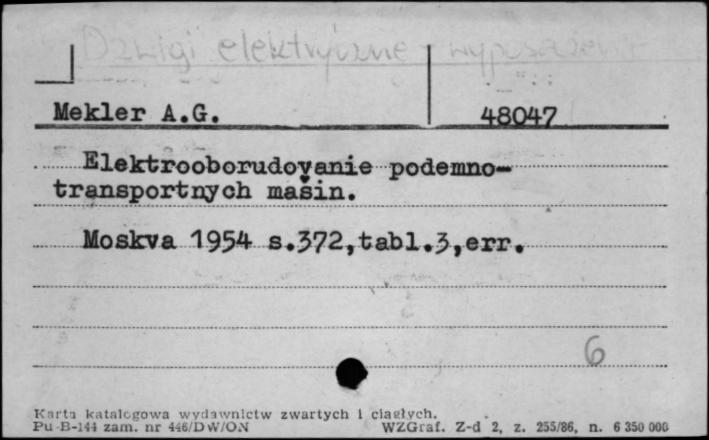 Dźwigi elektryczne - wyposażenie
Mekler A.G. 48047
Elektrooborudovanie podemno-
transportnych mašin.
Moskva 1954 s.372,tabl.3,err.
6
Karta katalogowa wydawnictw zwartych i ciągłych.
Pu-B-144 zam. nr 446/DW/ON WZGraf. Z-d 2, z. 255/86, n. 6 350 000